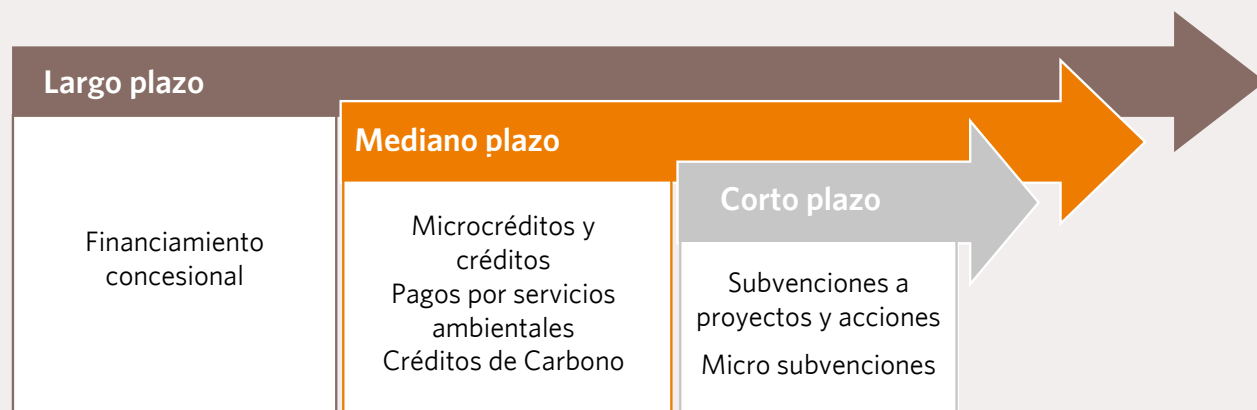 Largo plazo
Financiamiento
concesional
Mediano plazo
Microcréditos y
créditos
Pagos por servicios
ambientales
Créditos de Carbono
Corto plazo
Subvenciones a
proyectos y acciones
Micro subvenciones